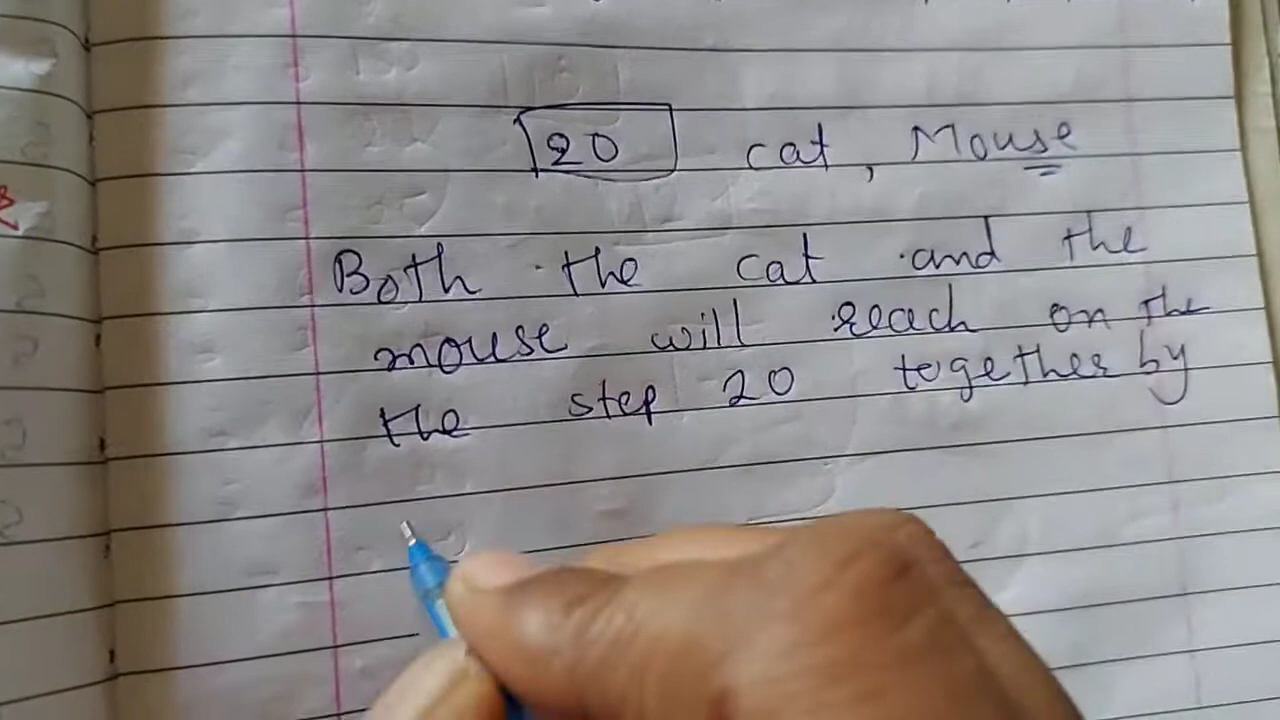 20 cat, Mouse
Both the cat and the
mouse will reach on the
the step 20 together by